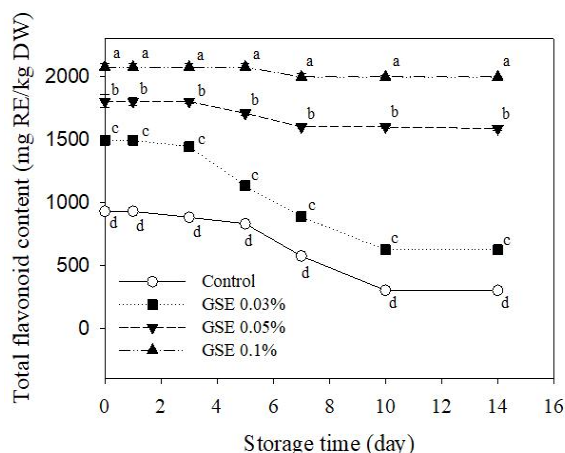 Total flavonoid content (mg RE/kg DW)
2000
1500
1000
500
0
a a a a a a a
b b b b b b b
c c c c c c c
d d d d d d d
Control
GSE 0.03%
GSE 0.05%
GSE 0.1%
0 2 4 6 8 10 12 14 16
Storage time (day)